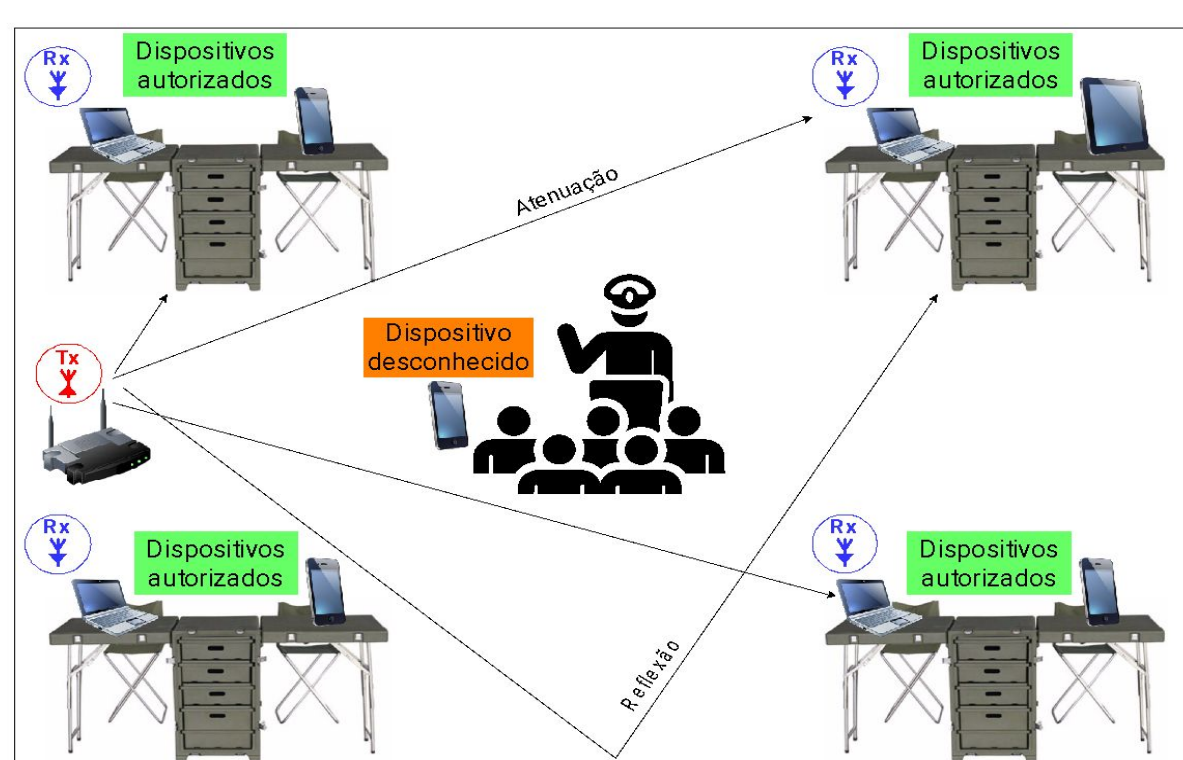 Rx
Dispositivos
autorizados
Rx
Dispositivos
autorizados
Atenuação
Tx
Dispositivo
desconhecido
Rx
Dispositivos
autorizados
Rx
Dispositivos
autorizados
Reflexão